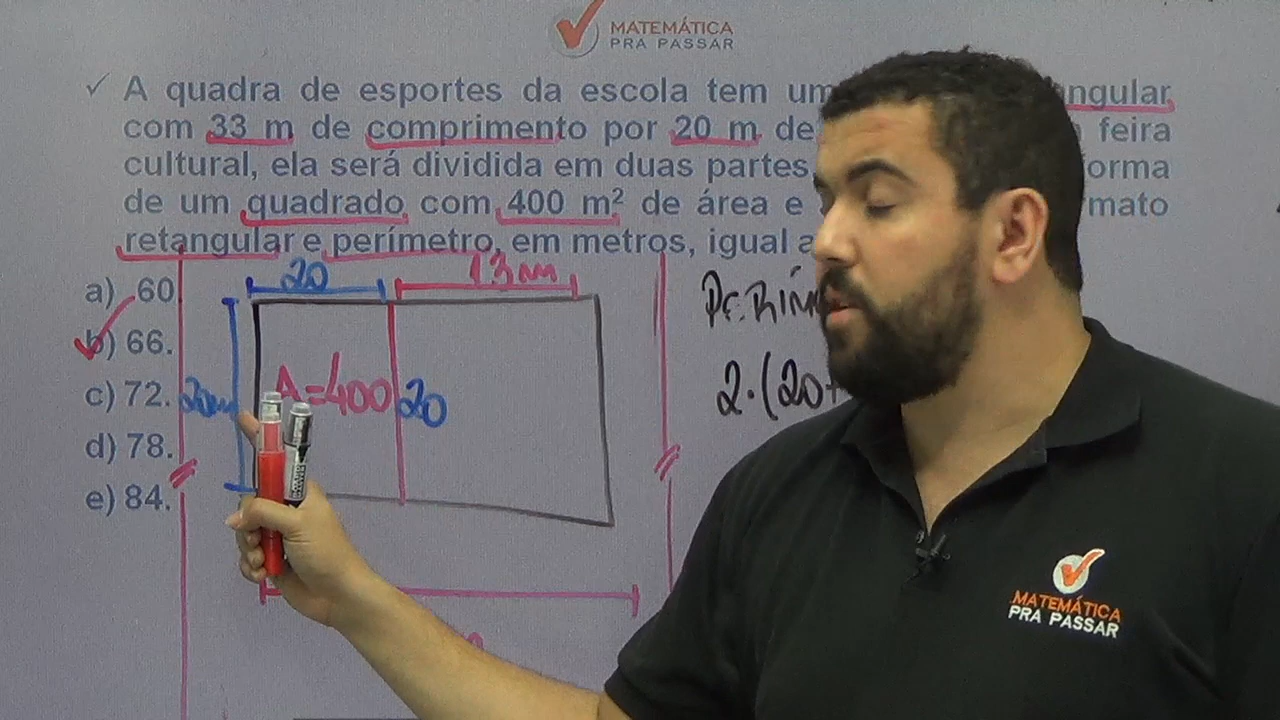 MATEMÁTICA
PRA PASSAR
✓ A quadra de esportes da escola tem um
com 33 m de comprimento por 20 m de feira
cultural, ela será dividida em duas partes,
de um quadrado com 400 m² de área e
retangular e perímetro, em metros, igual a
a) 60
b) 66.
c) 72.
d) 78.
e) 84.
20
13m
20m
A=400
20
2.(20+
MATEMÁTICA
PRA PASSAR